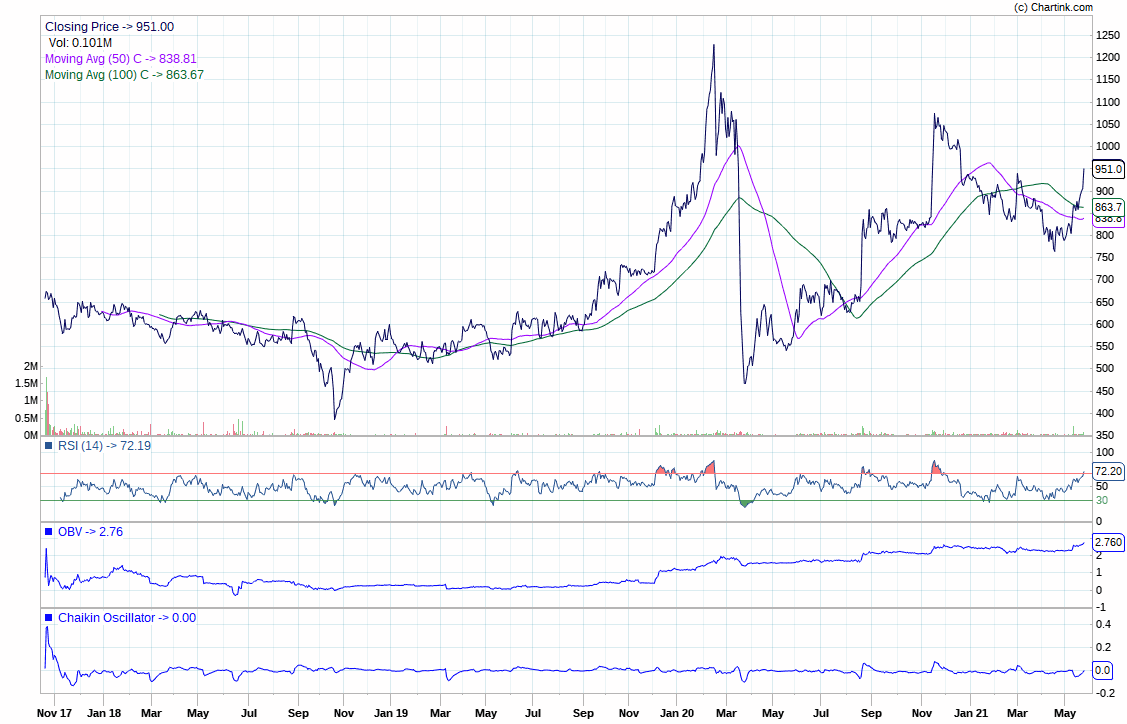 (c) Chartink.com
Closing Price -> 951.00
Vol: 0.101M
Moving Avg (50) C -> 838.81
Moving Avg (100) C -> 863.67
1250
1200
1150
1100
1050
1000
951.0
900
863.7
838.8
800
750
700
650
600
550
500
450
400
350
2M
1.5M
1M
0.5M
0M
RSI (14) -> 72.19
100
72.20
50
30
0
OBV -> 2.76
2.760
2
1
0
-1
Chaikin Oscillator -> 0.00
0.4
0.2
0.0
-0.2
Nov 17 Jan 18 Mar May Jul Sep Nov Jan 19 Mar May Jul Sep Nov Jan 20 Mar May Jul Sep Nov Jan 21 Mar May